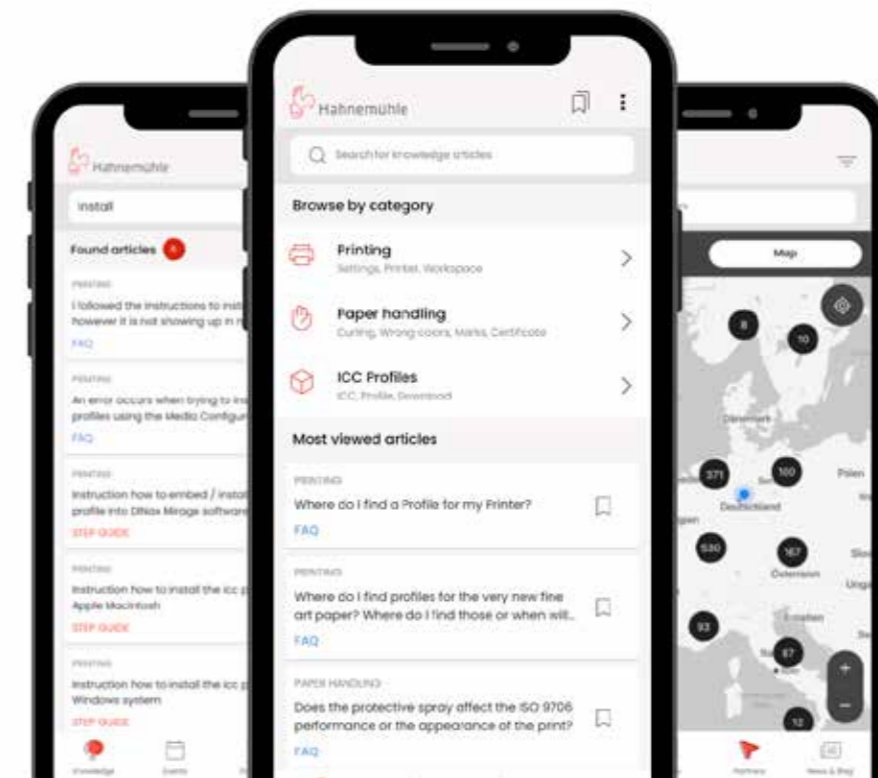 Hahnemühle
Install
Found articles
PRINTING
I followed the instructions to
however it is not showing up in
FAQ
PRINTING
An error occurs when trying to
profiles using the Media
FAQ
PRINTING
Instruction how to embed /
profile into software
STEP GUIDE
PRINTING
Instruction how to install the icc
Apple Macintosh
STEP GUIDE
PRINTING
Instruction how to install the icc
Windows system
STEP GUIDE
Knowledge
Events
Hahnemühle
Search for knowledge articles
Browse by category
Printing
Settings, Printer, Workspace
Paper handling
Curling, Wrong colors, Marks, Certificate
ICC Profiles
ICC, Profile, Download
Most viewed articles
PRINTING
Where do I find a Profile for my Printer?
FAQ
PRINTING
Where do I find profiles for the very new fine
art paper? Where do I find those or when will...
FAQ
PAPER HANDLING
Does the protective spray affect the ISO 9706
performance or the appearance of the print?
FAQ
Map
8
10
Dänemark
371
160
Polen
Deutschland
530
167
Österreich
93
87
12
Partners
News & Blog